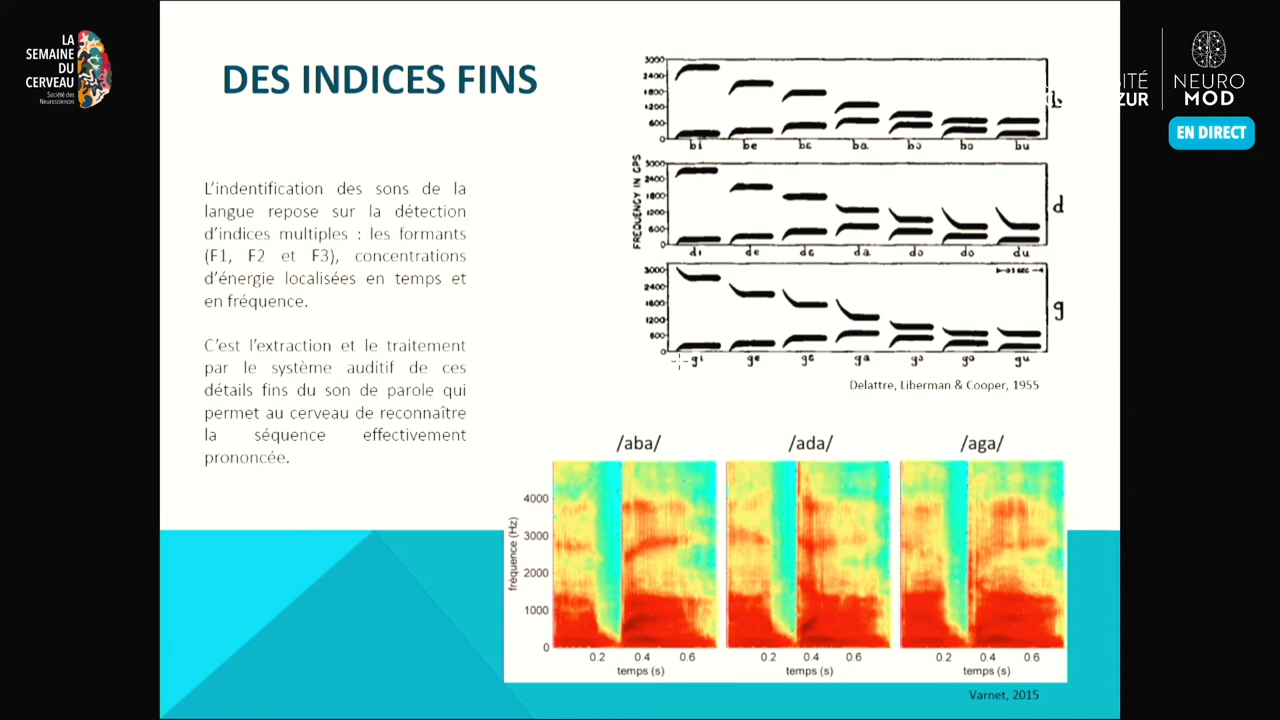 LA
SEMAINE
DU
CERVEAU
Société des
Neurosciences
DES INDICES FINS
L'indentification des sons de la
langue repose sur la détection
d'indices multiples : les formants
(F1, F2 et F3), concentrations
d'énergie localisées en temps et
en fréquence.
C'est l'extraction et le traitement
par le système auditif de ces
détails fins du son de parole qui
permet au cerveau de reconnaître
la séquence effectivement
prononcée.
FREQUENCY IN CPS
3000
2400
1800
1200
600
0
b
bi be bɛ ba bɔ bo bu
3000
2400
1800
1200
600
0
d
di de dɛ da dɔ do du
3000
2400
1800
1200
600
0
g
gi ge gɛ ga gɔ go gu
Delattre, Liberman & Cooper, 1955
/aba/ /ada/ /aga/
fréquence (Hz)
4000
3000
2000
1000
0
0.2 0.4 0.6 0.2 0.4 0.6 0.2 0.4 0.6
temps (s) temps (s) temps (s)
Varnet, 2015
ITÉ
ZUR
NEURO
MOD
EN DIRECT